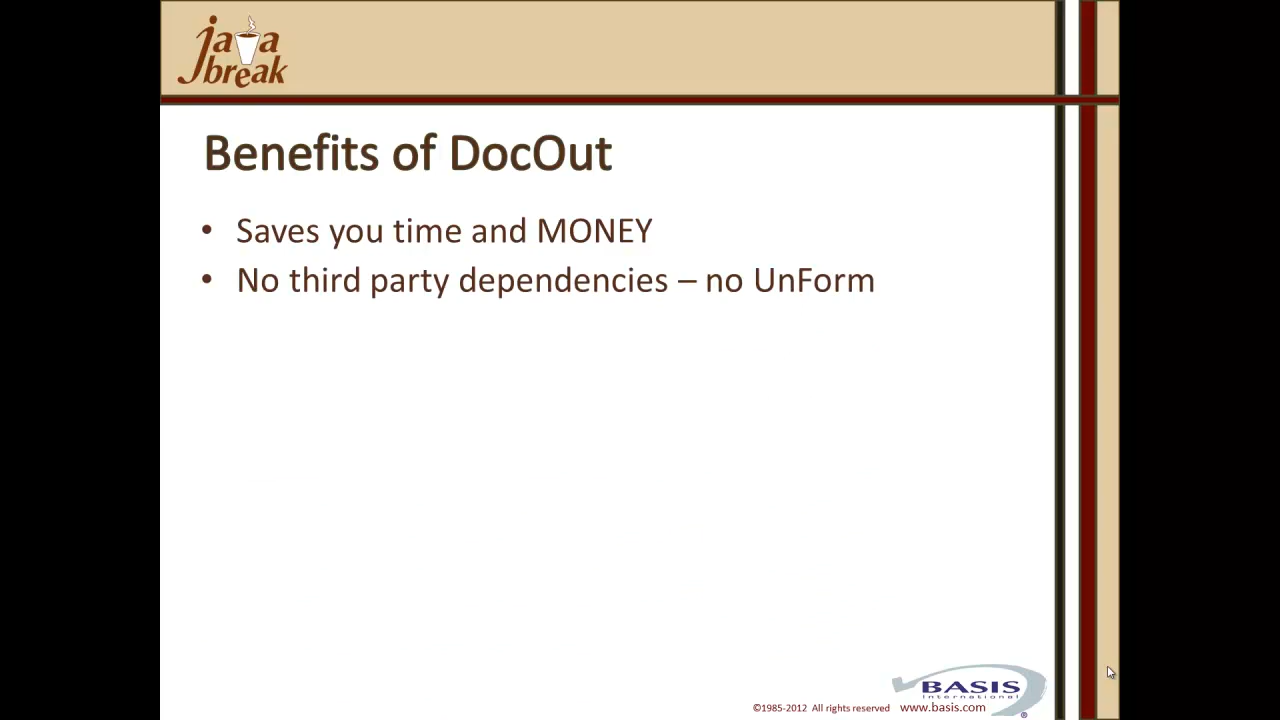 java
break
Benefits of DocOut
• Saves you time and MONEY
• No third party dependencies – no UnForm
BASIS
International
®
©1985-2012 All rights reserved www.basis.com